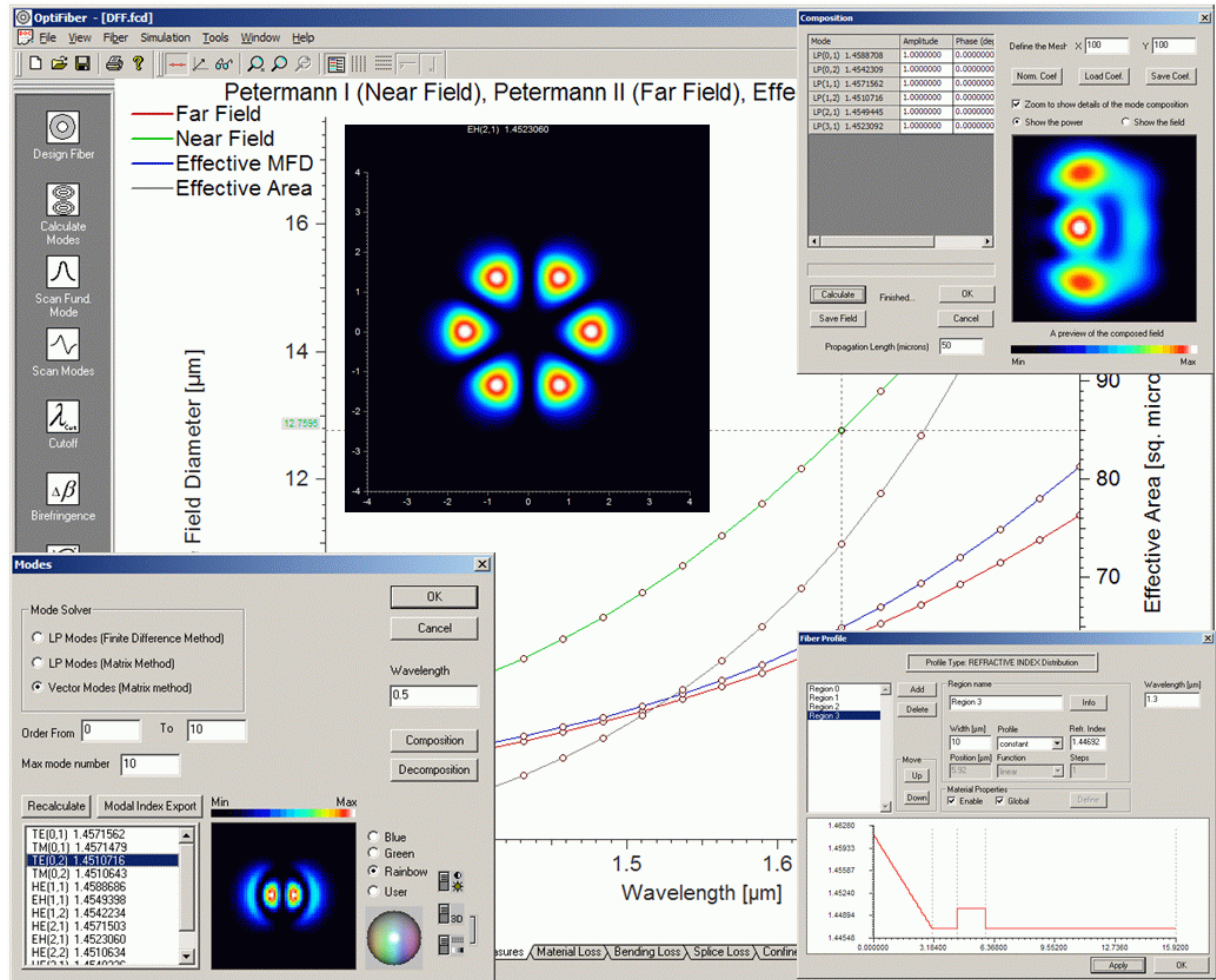 OptiFiber - [DFF.fcd]
File View Fiber Simulation Tools Window Help
Design Fiber
Calculate
Modes
Scan Fund.
Mode
Scan Modes
λcut
Cutoff
Δβ
Birefringence
Petermann I (Near Field), Petermann II (Far Field), Effe
Far Field
Near Field
Effective MFD
Effective Area
16
14
12.7595
12
Field Diameter [µm]
EH(2,1) 1.4523060
4
3
2
1
0
-1
-2
-3
-4
-4 -3 -2 -1 0 1 2 3 4
90
80
70
Effective Area [sq. micro
1.5 1.6
Wavelength [µm]
asures Material Loss Bending Loss Splice Loss Confine
Composition
Mode Amplitude Phase (deg
LP(0,1) 1.4588708 1.0000000 0.0000000
LP(0,2) 1.4542309 1.0000000 0.0000000
LP(1,1) 1.4571562 1.0000000 0.0000000
LP(1,2) 1.4510716 1.0000000 0.0000000
LP(2,1) 1.4549445 1.0000000 0.0000000
LP(3,1) 1.4523092 1.0000000 0.0000000
Define the Mesh X 100 Y 100
Norm. Coef Load Coef. Save Coef.
Zoom to show details of the mode composition
Show the power Show the field
Calculate Finished... OK
Save Field Cancel
Propagation Length (microns) 50
A preview of the composed field
Min Max
Modes
Mode Solver
LP Modes (Finite Difference Method)
LP Modes (Matrix Method)
Vector Modes (Matrix method)
OK
Cancel
Wavelength
0.5
Order From 0 To 10
Max mode number 10
Composition
Decomposition
Recalculate Modal Index Export
Min Max
TE(0,1) 1.4571562
TM(0,1) 1.4571479
TE(0,2) 1.4510716
TM(0,2) 1.4510643
HE(1,1) 1.4588686
EH(1,1) 1.4549398
HE(1,2) 1.4542234
HE(2,1) 1.4571503
EH(2,1) 1.4523060
HE(2,2) 1.4510634
Blue
Green
Rainbow
User
3D
Fiber Profile
Profile Type: REFRACTIVE INDEX Distribution
Region 0
Region 1
Region 2
Region 3
Add
Delete
Move
Up
Down
Region name
Region 3 Info
Wavelength [µm]
1.3
Width [µm] Profile Refr. Index
10 constant 1.44692
Position [µm] Function Steps
5.92 linear 1
Material Properties
Enable Global Define
1.46280
1.45933
1.45587
1.45240
1.44894
1.44548
0.000000 3.18400 6.36800 9.55200 12.7360 15.9200
Apply OK